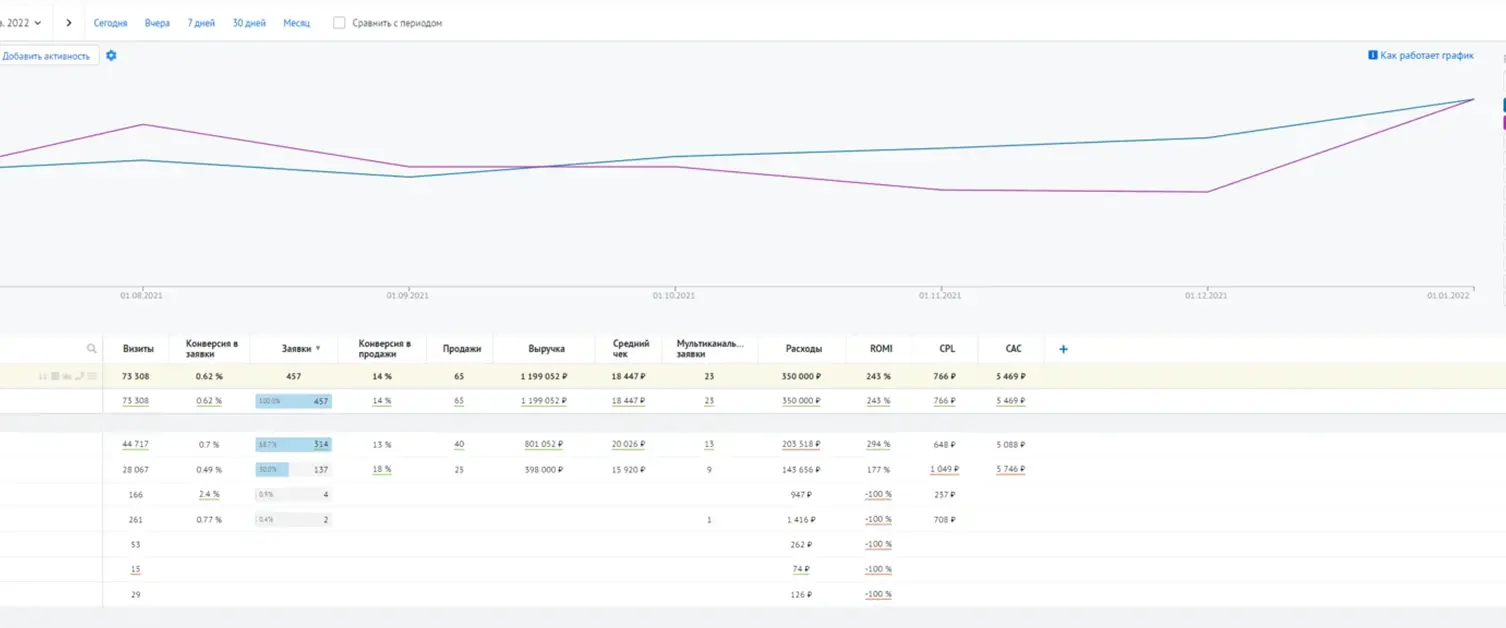 . 2022 Сегодня Вчера 7 дней 30 дней Месяц Сравнить с периодом
Добавить активность Как работает график
01.08.2021 01.09.2021 01.10.2021 01.11.2021 01.12.2021 01.01.2022
Визиты Конверсия в заявки Заявки Конверсия в продажи Продажи Выручка Средний чек Мультиканаль... заявки Расходы ROMI CPL CAC +
73 308 0.62 % 457 14 % 65 1 199 052 ₽ 18 447 ₽ 23 350 000 ₽ 243 % 766 ₽ 5 469 ₽
73 308 0.62 % 100.0% 457 14 % 65 1 199 052 ₽ 18 447 ₽ 23 350 000 ₽ 243 % 766 ₽ 5 469 ₽
44 717 0.7 % 314 13 % 40 801 052 ₽ 20 026 ₽ 13 203 518 ₽ 294 % 648 ₽ 5 088 ₽
28 067 0.49 % 30.0% 137 18 % 25 398 000 ₽ 15 920 ₽ 9 143 656 ₽ 177 % 1 049 ₽ 5 746 ₽
166 2.4 % 0.9% 4 947 ₽ -100 % 237 ₽
261 0.77 % 0.4% 2 1 1 416 ₽ -100 % 708 ₽
53 262 ₽ -100 %
15 74 ₽ -100 %
29 126 ₽ -100 %